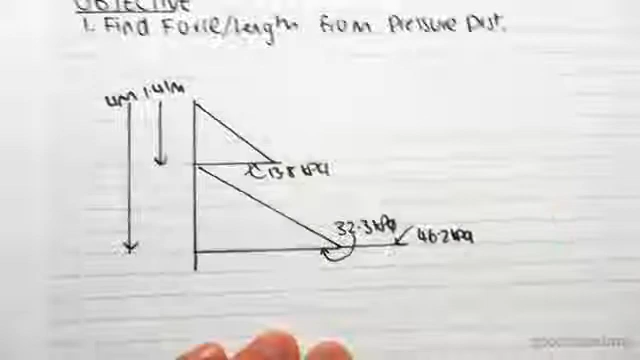 OBJECTIVE
1. Find Force/Length from Pressure Dist.
4m 1.41m
13.8 kPa
32.3 kPa
46.2 kPa